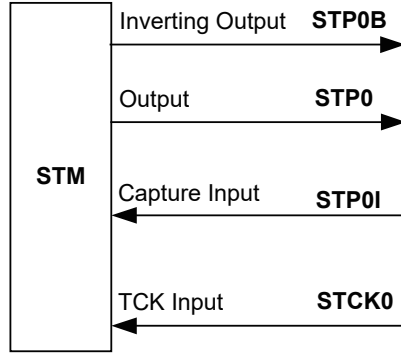 Inverting Output STP0B
Output STP0
STM
Capture Input STP0I
TCK Input STCK0